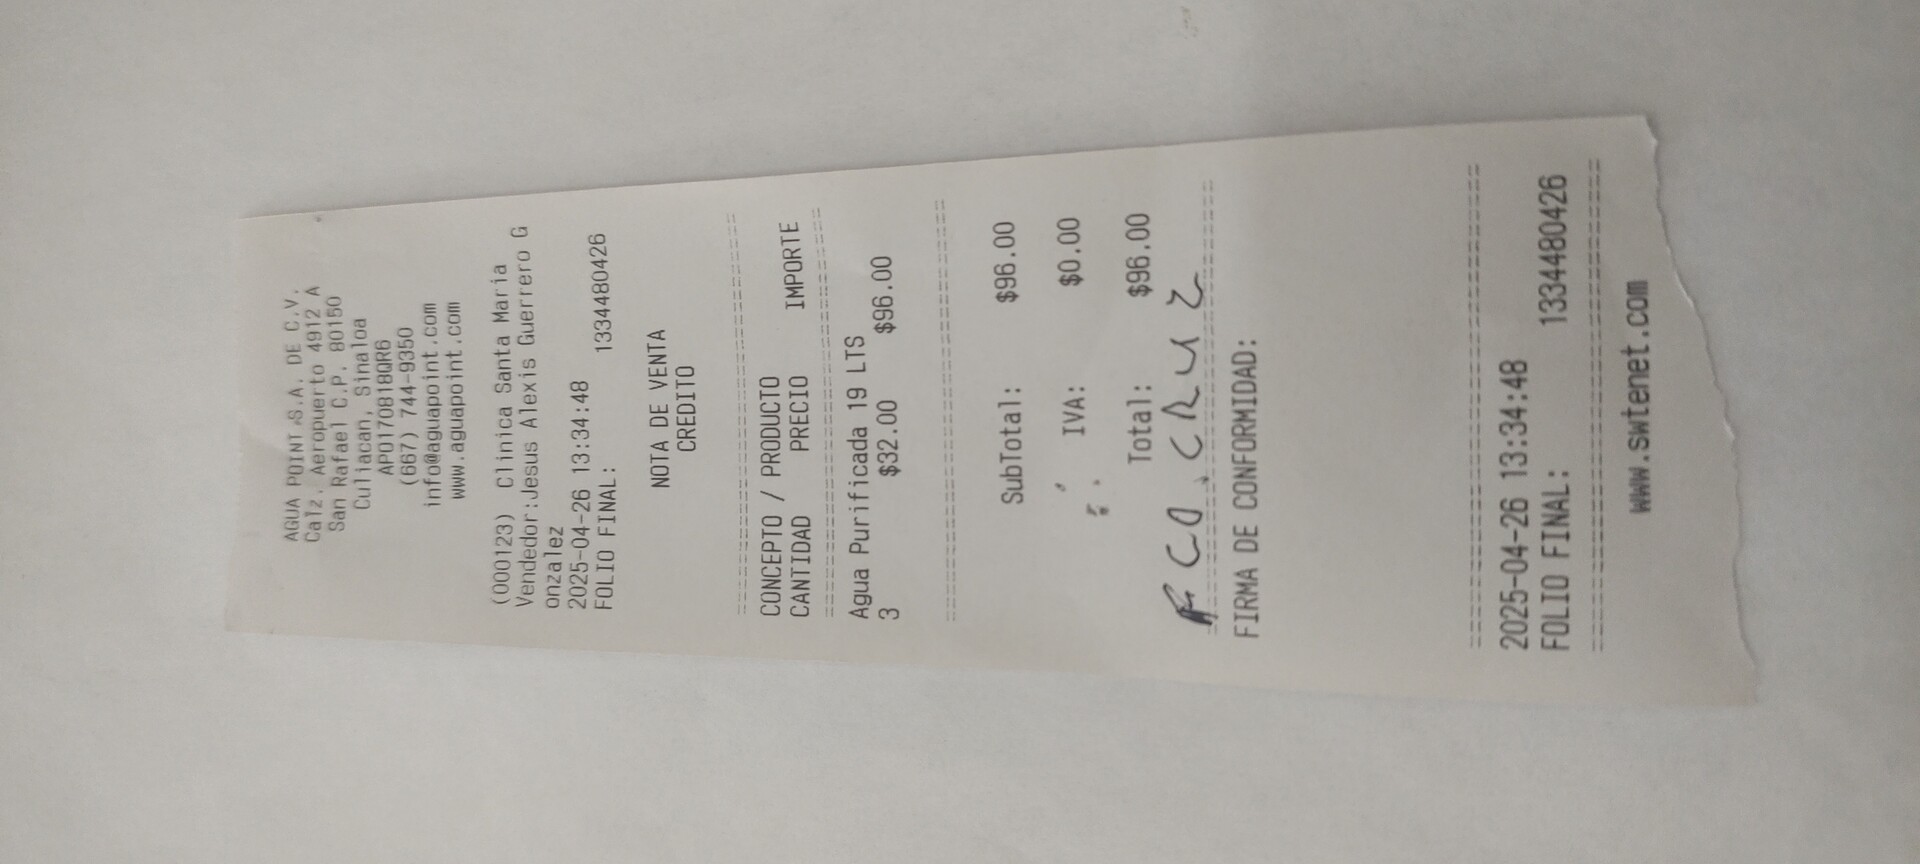 AGUA POINT ,S.A. DE C.V.
Calz. Aeropuerto 4912 A
San Rafael C.P. 80150
Culiacan, Sinaloa
APO170818QR6
(667) 744-9350
info@aguapoint.com
www.aguapoint.com
(000123) Clinica Santa Maria
Vendedor:Jesus Alexis Guerrero G
onzalez
2025-04-26 13:34:48
FOLIO FINAL: 1334480426
NOTA DE VENTA
CREDITO
CONCEPTO / PRODUCTO
CANTIDAD PRECIO IMPORTE
Agua Purificada 19 LTS
3 $32.00 $96.00
SubTotal: $96.00
IVA: $0.00
Total: $96.00
FCO. CRUZ
FIRMA DE CONFORMIDAD:
2025-04-26 13:34:48
FOLIO FINAL: 1334480426
www.swtenet.com